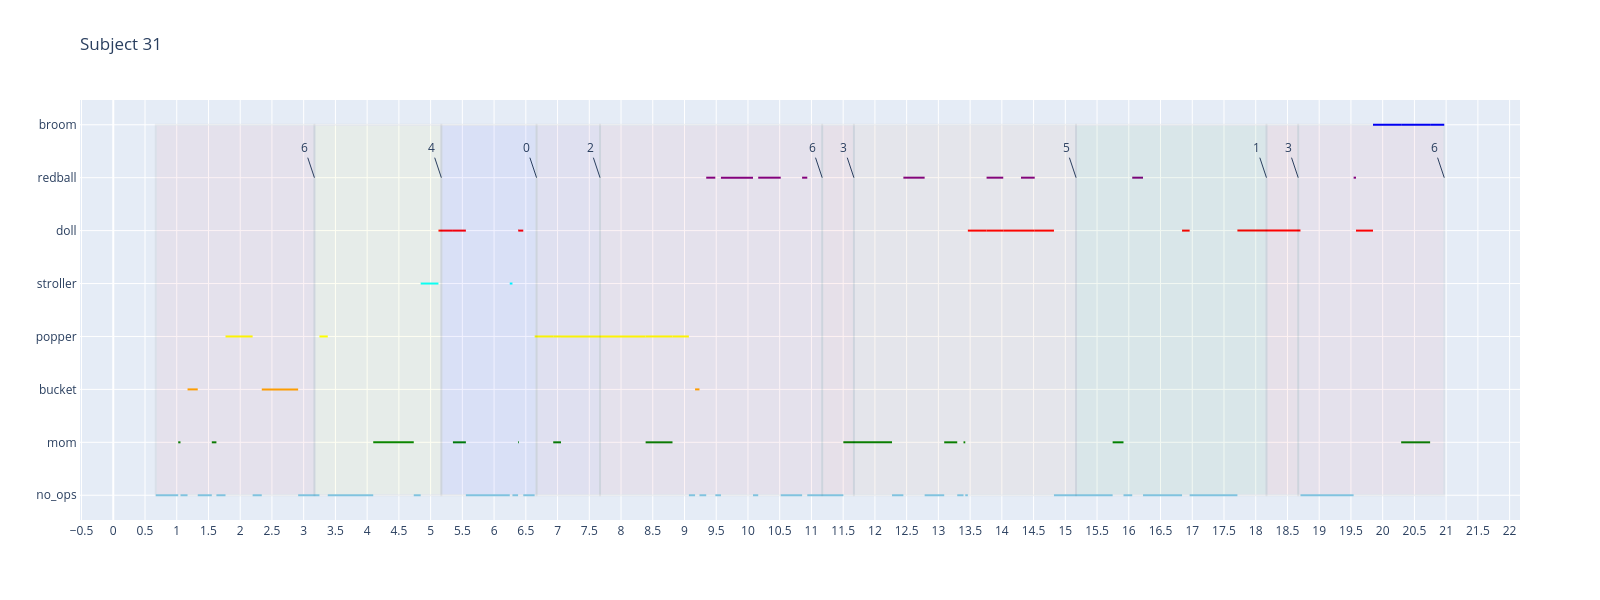 Subject 31
broom
6 4 0 2 6 3 5 1 3 6
redball
doll
stroller
popper
bucket
mom
no_ops
−0.5 0 0.5 1 1.5 2 2.5 3 3.5 4 4.5 5 5.5 6 6.5 7 7.5 8 8.5 9 9.5 10 10.5 11 11.5 12 12.5 13 13.5 14 14.5 15 15.5 16 16.5 17 17.5 18 18.5 19 19.5 20 20.5 21 21.5 22